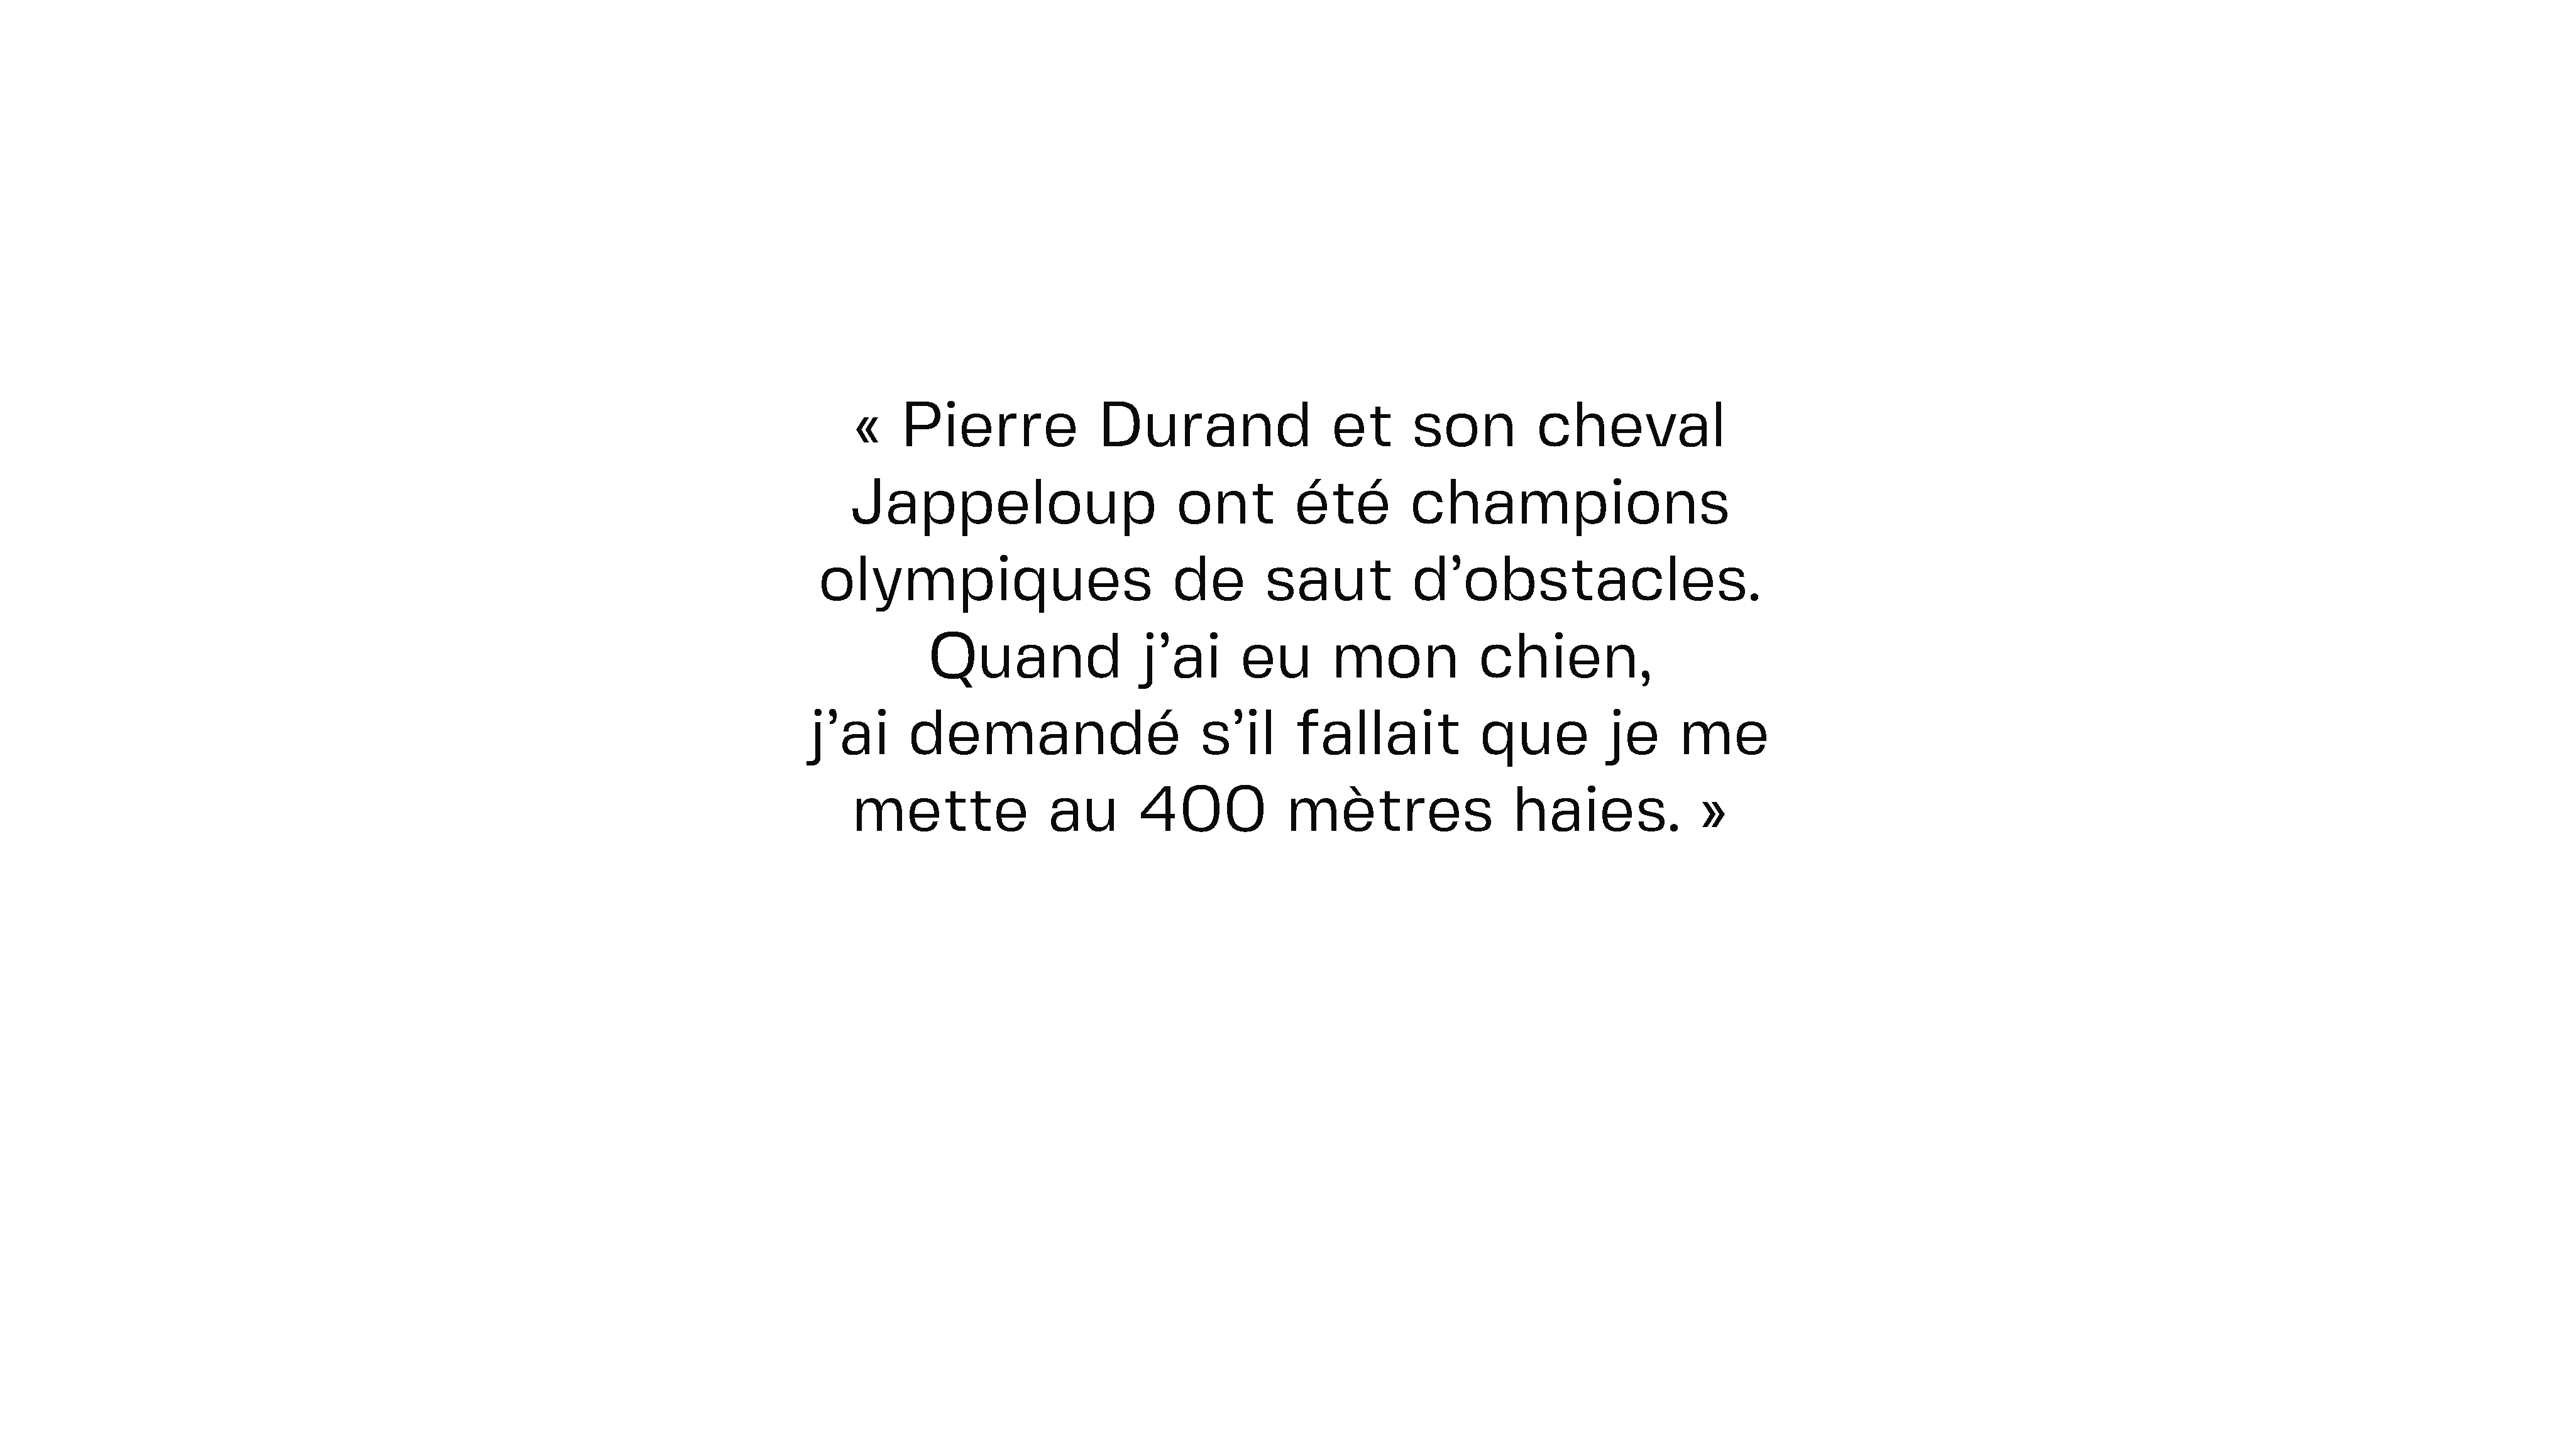 « Pierre Durand et son cheval
Jappeloup ont été champions
olympiques de saut d’obstacles.
Quand j’ai eu mon chien,
j’ai demandé s’il fallait que je me
mette au 400 mètres haies. »